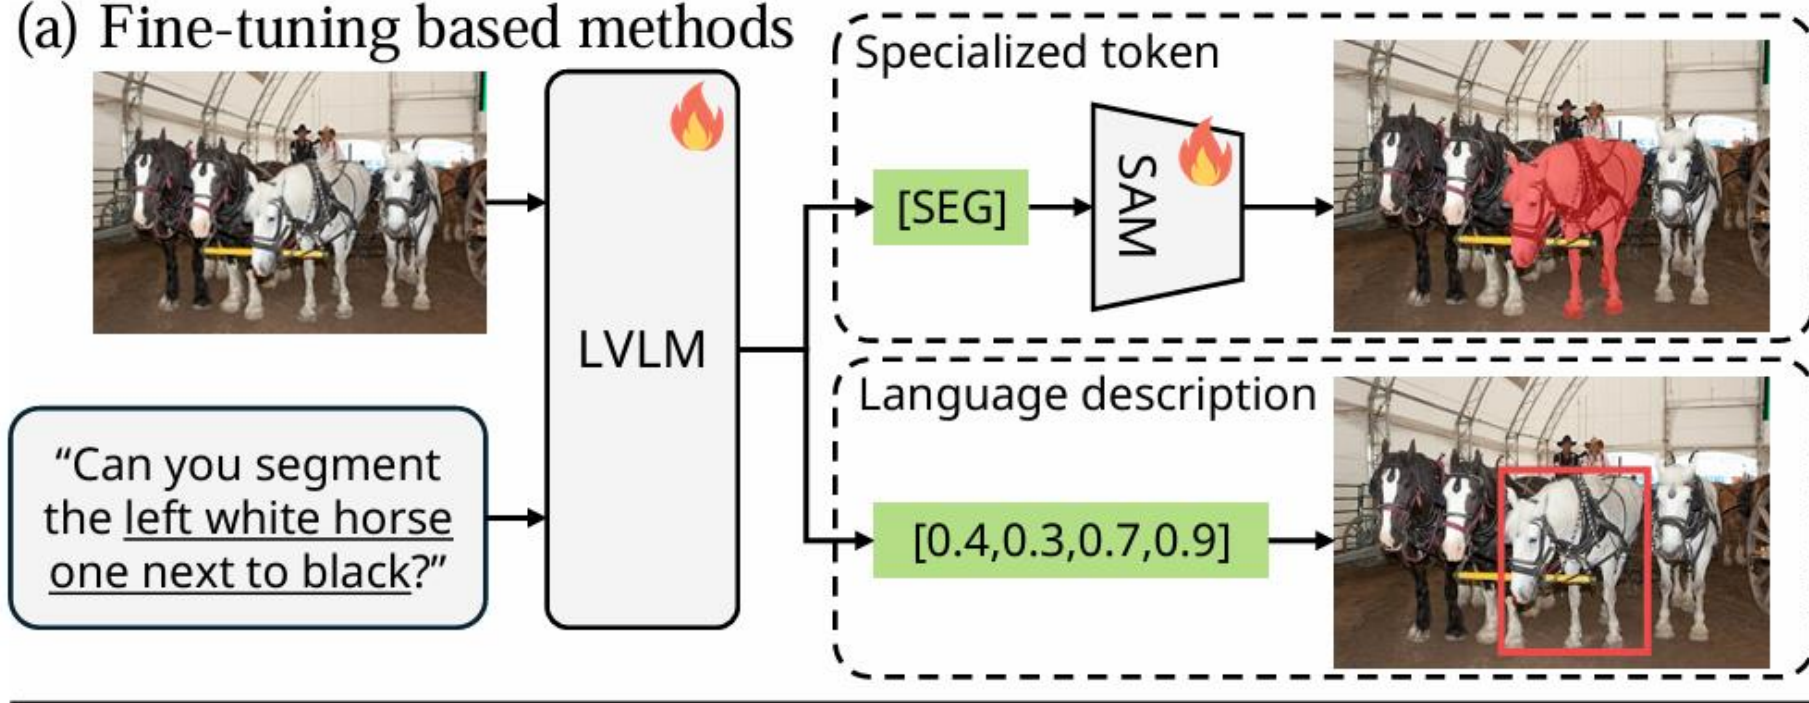 (a) Fine-tuning based methods
Specialized token
[SEG]
SAM
LVLM
Language description
“Can you segment
the left white horse
one next to black?”
[0.4,0.3,0.7,0.9]